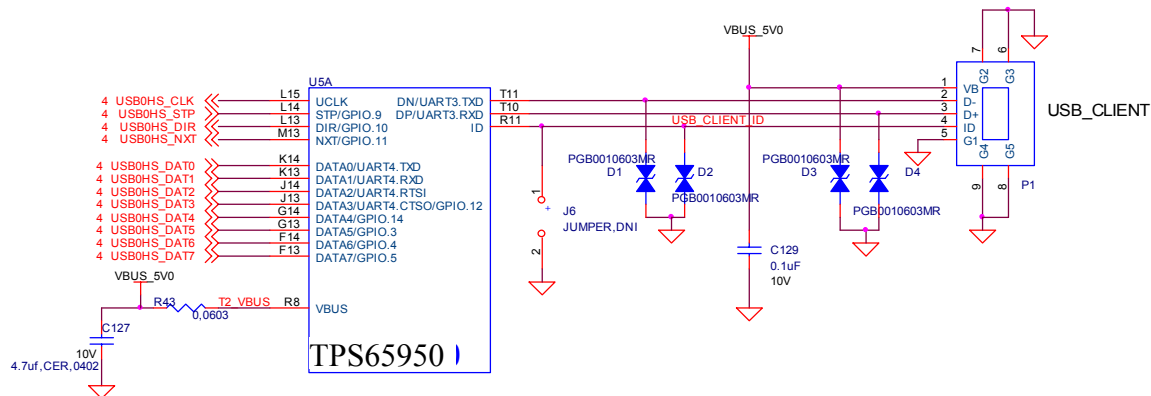 VBUS_5V0
7
6
U5A
G2
G3
4 USB0HS_CLK
L15
UCLK
DN/UART3.TXD
T11
1
VB
4 USB0HS_STP
L14
STP/GPIO.9
DP/UART3.RXD
T10
2
D-
4 USB0HS_DIR
L13
DIR/GPIO.10
ID
R11
USB_CLIENT_ID
3
D+
USB_CLIENT
4 USB0HS_NXT
M13
NXT/GPIO.11
4
ID
5
G1
G4
G5
4 USB0HS_DAT0
K14
DATA0/UART4.TXD
4 USB0HS_DAT1
K13
DATA1/UART4.RXD
4 USB0HS_DAT2
J14
DATA2/UART4.RTSI
4 USB0HS_DAT3
J13
DATA3/UART4.CTSO/GPIO.12
4 USB0HS_DAT4
G14
DATA4/GPIO.14
4 USB0HS_DAT5
G13
DATA5/GPIO.3
4 USB0HS_DAT6
F14
DATA6/GPIO.4
4 USB0HS_DAT7
F13
DATA7/GPIO.5
PGB0010603MR
D1
D2
PGB0010603MR
PGB0010603MR
D3
D4
PGB0010603MR
9
8
P1
1
+
J6
JUMPER,DNI
2
C129
0.1uF
10V
VBUS_5V0
R43
0,0603
T2_VBUS
R8
VBUS
C127
10V
4.7uf,CER,0402
TPS65950